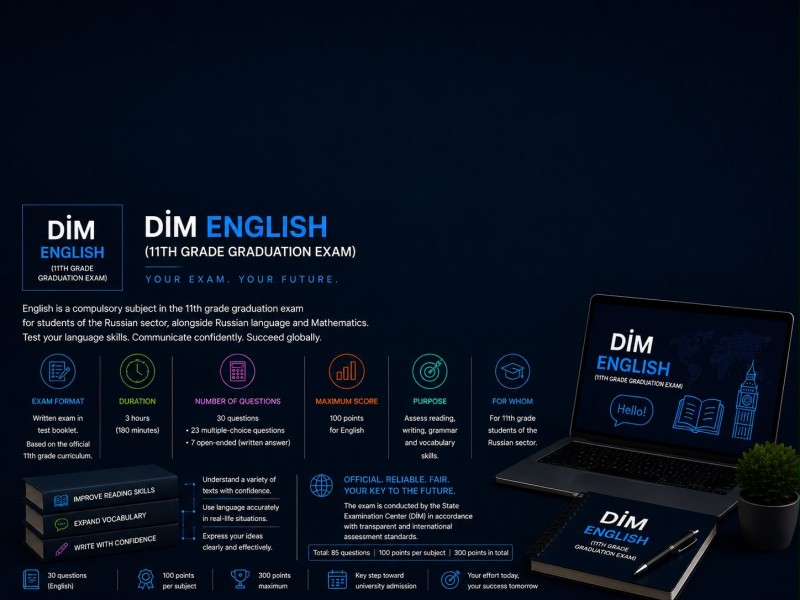 DİM
ENGLISH
(11TH GRADE
GRADUATION EXAM)
DİM ENGLISH
(11TH GRADE GRADUATION EXAM)
YOUR EXAM. YOUR FUTURE.
English is a compulsory subject in the 11th grade graduation exam
for students of the Russian sector, alongside Russian language and Mathematics.
Test your language skills. Communicate confidently. Succeed globally.
EXAM FORMAT
Written exam in
test booklet.
Based on the official
11th grade curriculum.
DURATION
3 hours
(180 minutes)
NUMBER OF QUESTIONS
30 questions
• 23 multiple-choice questions
• 7 open-ended (written answer)
MAXIMUM SCORE
100 points
for English
PURPOSE
Assess reading,
writing, grammar
and vocabulary
skills.
FOR WHOM
For 11th grade
students of the
Russian sector.
DİM
ENGLISH
(11TH GRADE GRADUATION EXAM)
Hello!
IMPROVE READING SKILLS
EXPAND VOCABULARY
WRITE WITH CONFIDENCE
Understand a variety of
texts with confidence.
Use language accurately
in real-life situations.
Express your ideas
clearly and effectively.
OFFICIAL. RELIABLE. FAIR.
YOUR KEY TO THE FUTURE.
The exam is conducted by the State
Examination Center (DİM) in accordance
with transparent and international
assessment standards.
Total: 85 questions | 100 points per subject | 300 points in total
DİM
ENGLISH
(11TH GRADE
GRADUATION EXAM)
30 questions
(English)
100 points
per subject
300 points
maximum
Key step toward
university admission
Your effort today,
your success tomorrow